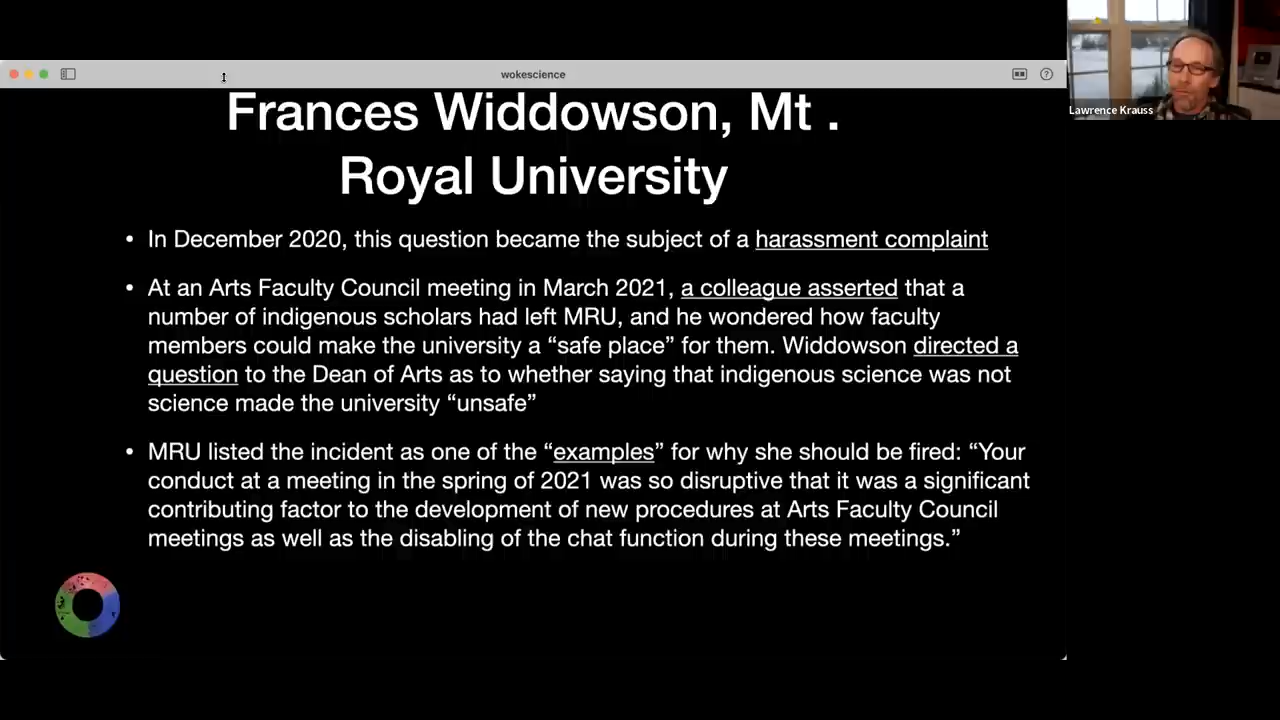 wokescience
Lawrence Krauss
Frances Widdowson, Mt .
Royal University
• In December 2020, this question became the subject of a harassment complaint
• At an Arts Faculty Council meeting in March 2021, a colleague asserted that a
number of indigenous scholars had left MRU, and he wondered how faculty
members could make the university a “safe place” for them. Widdowson directed a
question to the Dean of Arts as to whether saying that indigenous science was not
science made the university “unsafe”
• MRU listed the incident as one of the “examples” for why she should be fired: “Your
conduct at a meeting in the spring of 2021 was so disruptive that it was a significant
contributing factor to the development of new procedures at Arts Faculty Council
meetings as well as the disabling of the chat function during these meetings.”